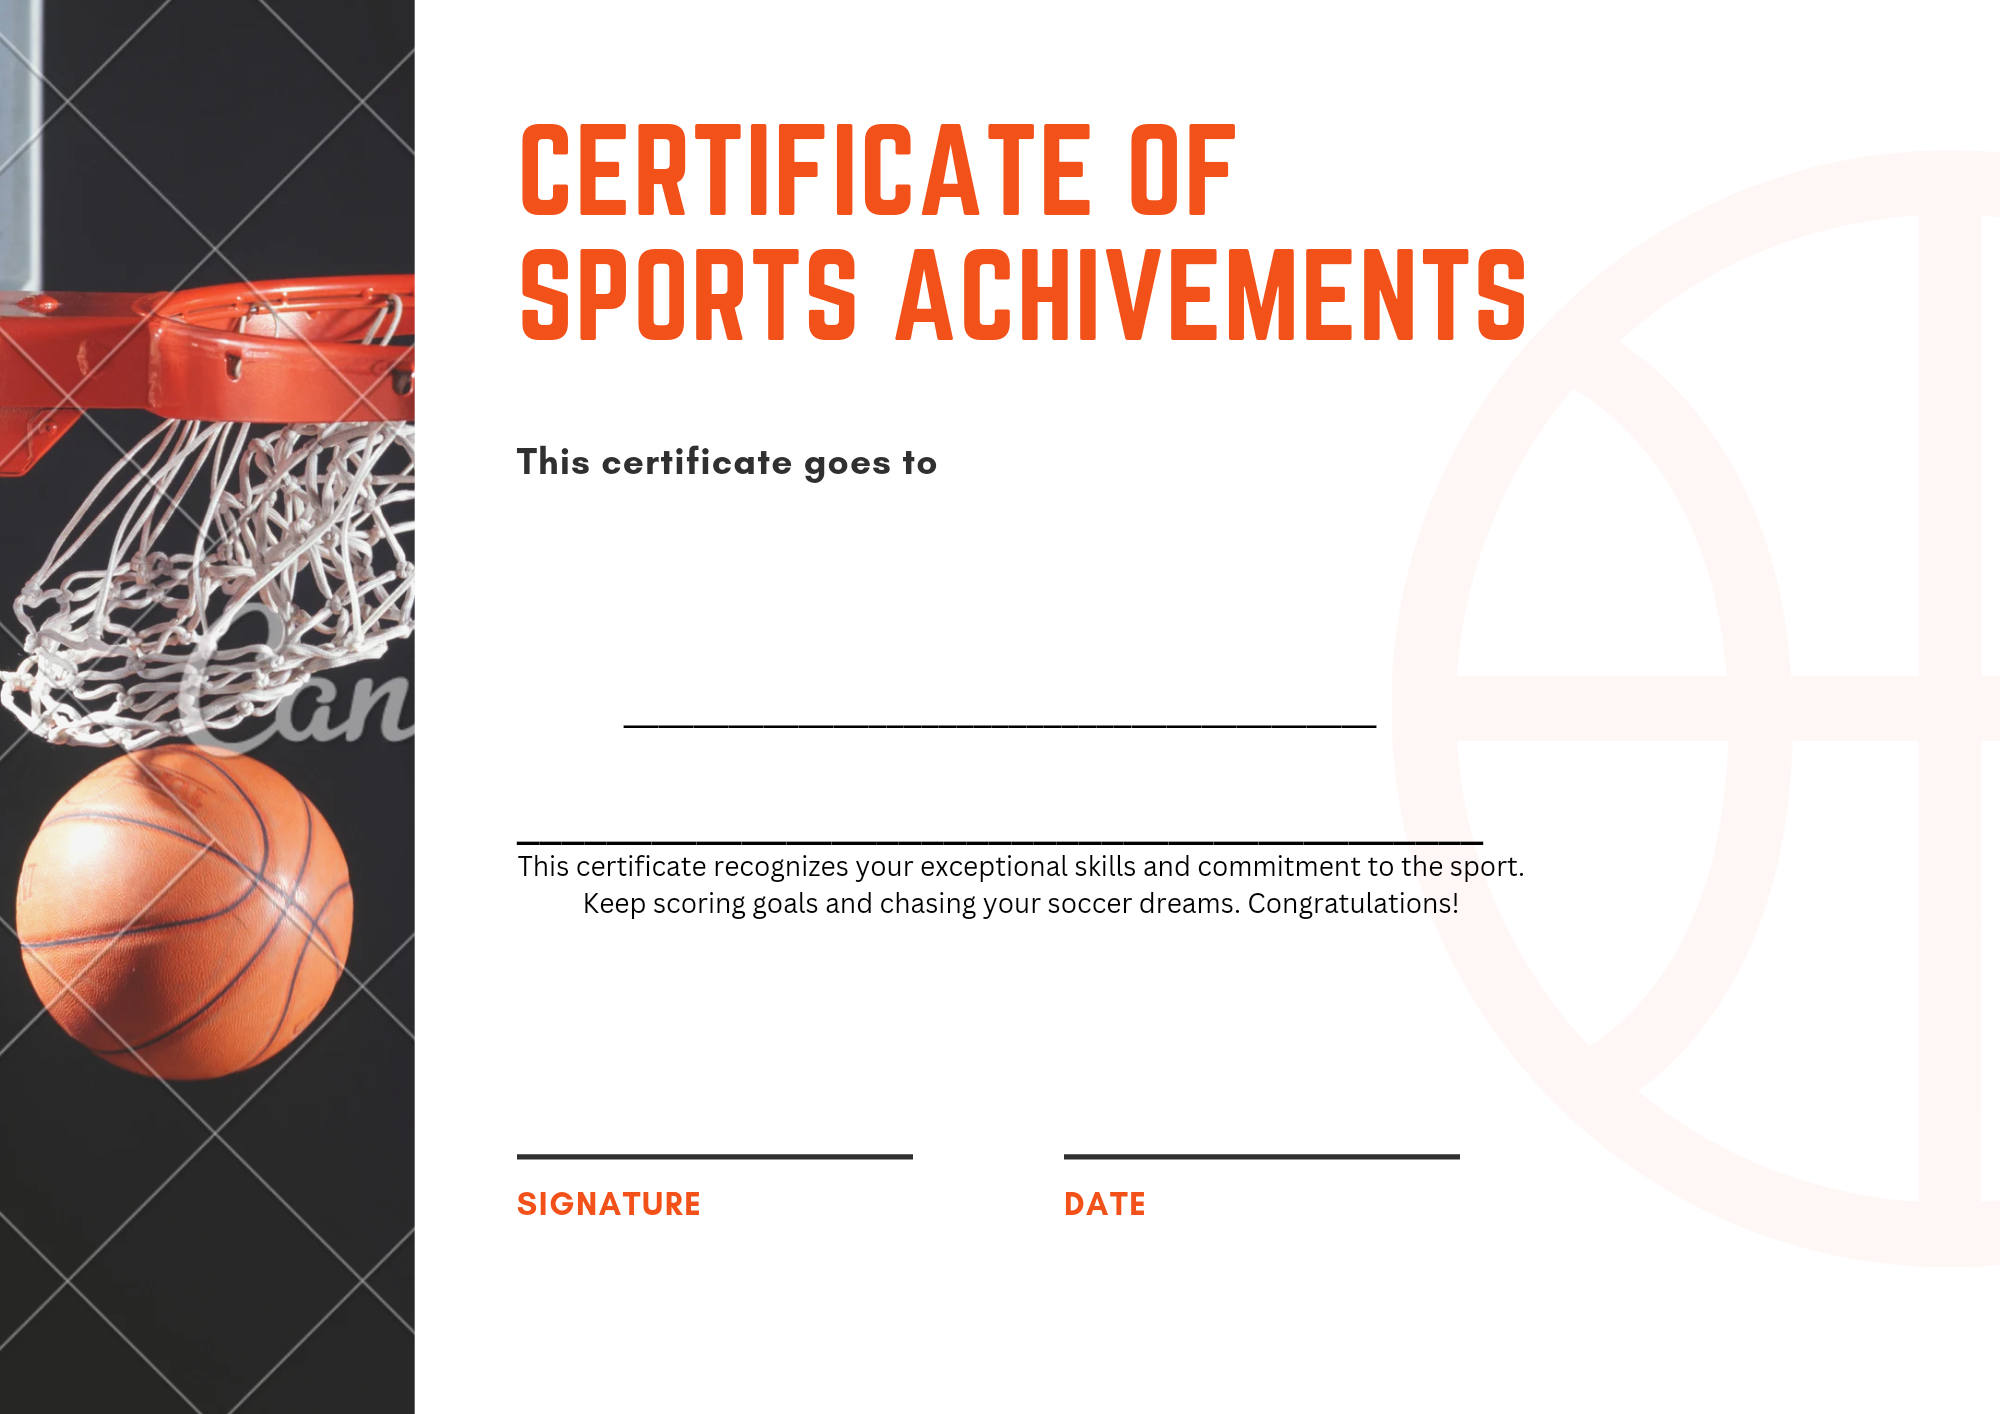 CERTIFICATE OF
SPORTS ACHIVEMENTS
This certificate goes to
This certificate recognizes your exceptional skills and commitment to the sport.
Keep scoring goals and chasing your soccer dreams. Congratulations!
SIGNATURE
DATE
Can